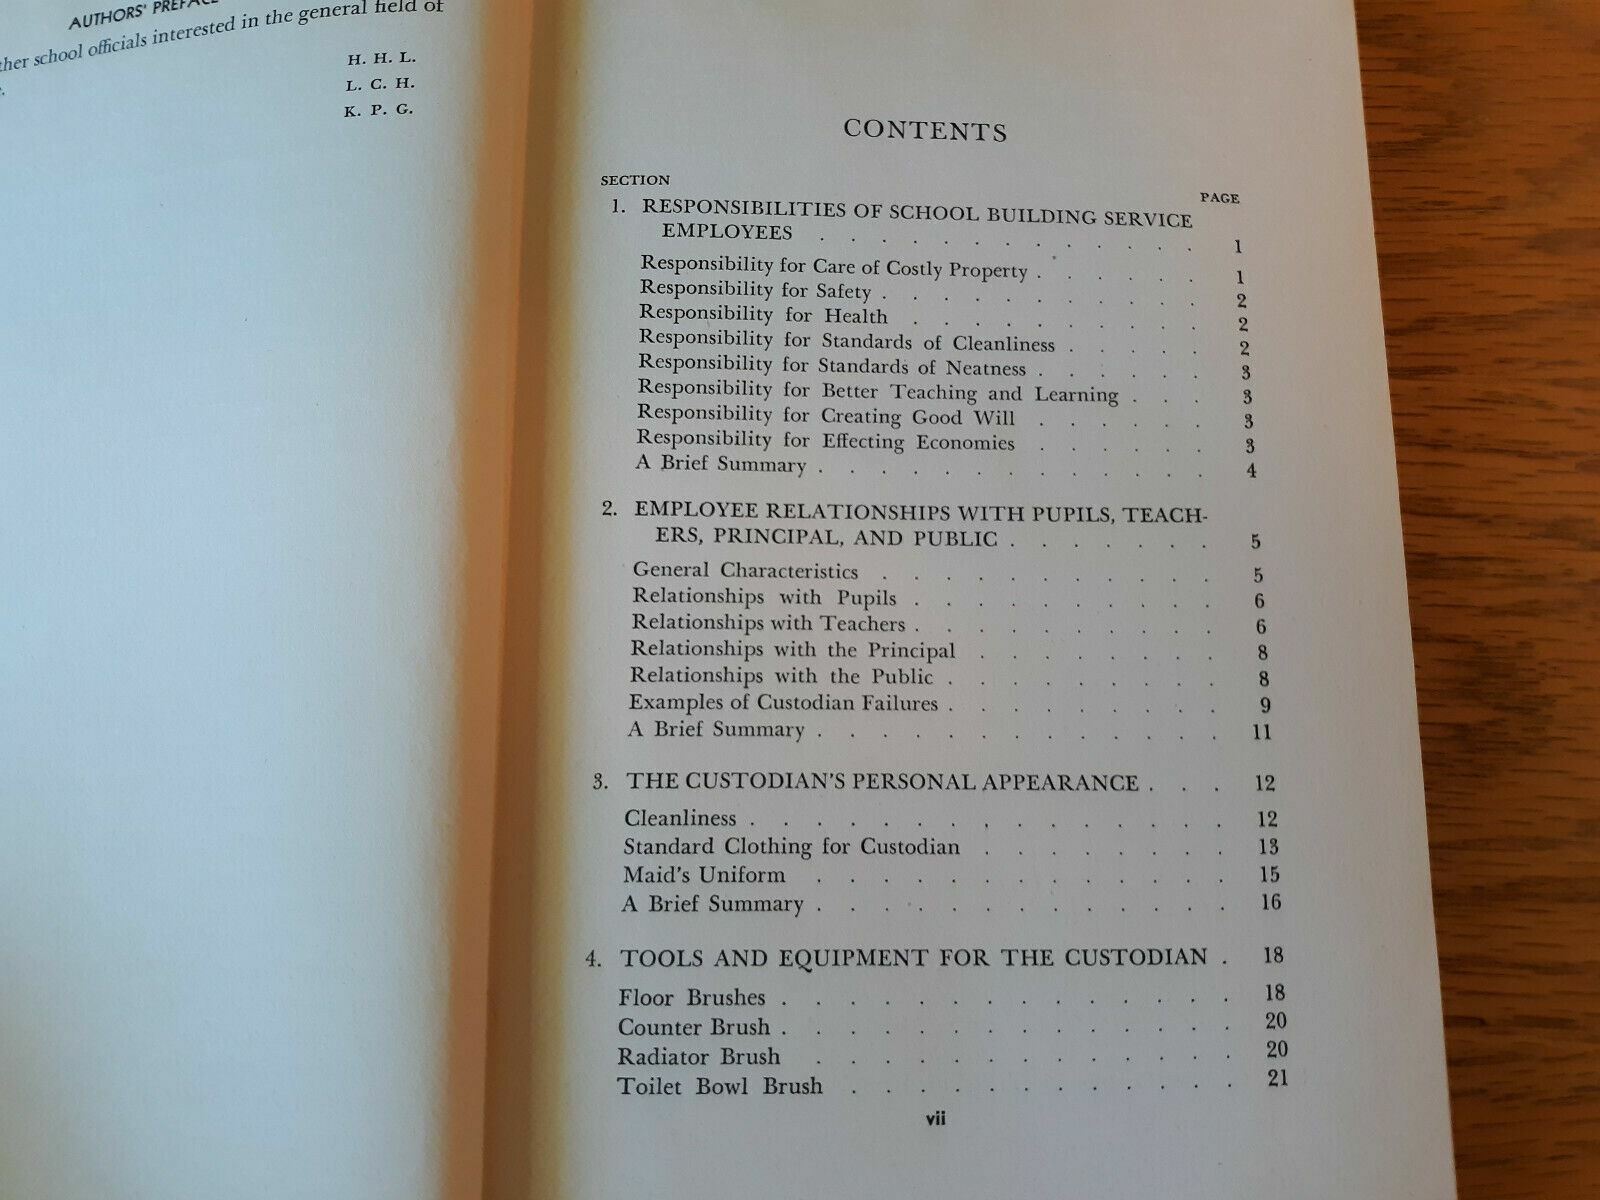 AUTHORS' PREFACE
ther school officials interested in the general field of
H. H. L.
L. C. H.
K. P. G.
CONTENTS
SECTION
PAGE
1. RESPONSIBILITIES OF SCHOOL BUILDING SERVICE
EMPLOYEES . . . . . . . . . . . . 1
Responsibility for Care of Costly Property . . . . . . 1
Responsibility for Safety . . . . . . . . . . . 2
Responsibility for Health . . . . . . . . . . 2
Responsibility for Standards of Cleanliness . . . . . 2
Responsibility for Standards of Neatness . . . . . . 3
Responsibility for Better Teaching and Learning . . . 3
Responsibility for Creating Good Will . . . . . . 3
Responsibility for Effecting Economies . . . . . . 3
A Brief Summary . . . . . . . . . . . . . 4
2. EMPLOYEE RELATIONSHIPS WITH PUPILS, TEACH-
ERS, PRINCIPAL, AND PUBLIC . . . . . . . 5
General Characteristics . . . . . . . . . . . 5
Relationships with Pupils . . . . . . . . . . 6
Relationships with Teachers . . . . . . . . . . 6
Relationships with the Principal . . . . . . . . 8
Relationships with the Public . . . . . . . . . 8
Examples of Custodian Failures . . . . . . . . . 9
A Brief Summary . . . . . . . . . . . . . 11
3. THE CUSTODIAN'S PERSONAL APPEARANCE . . . 12
Cleanliness . . . . . . . . . . . . . . . 12
Standard Clothing for Custodian . . . . . . . . 13
Maid's Uniform . . . . . . . . . . . . . 15
A Brief Summary . . . . . . . . . . . . . 16
4. TOOLS AND EQUIPMENT FOR THE CUSTODIAN . 18
Floor Brushes . . . . . . . . . . . . . . 18
Counter Brush . . . . . . . . . . . . . . 20
Radiator Brush . . . . . . . . . . . . . 20
Toilet Bowl Brush . . . . . . . . . . . . 21
vii